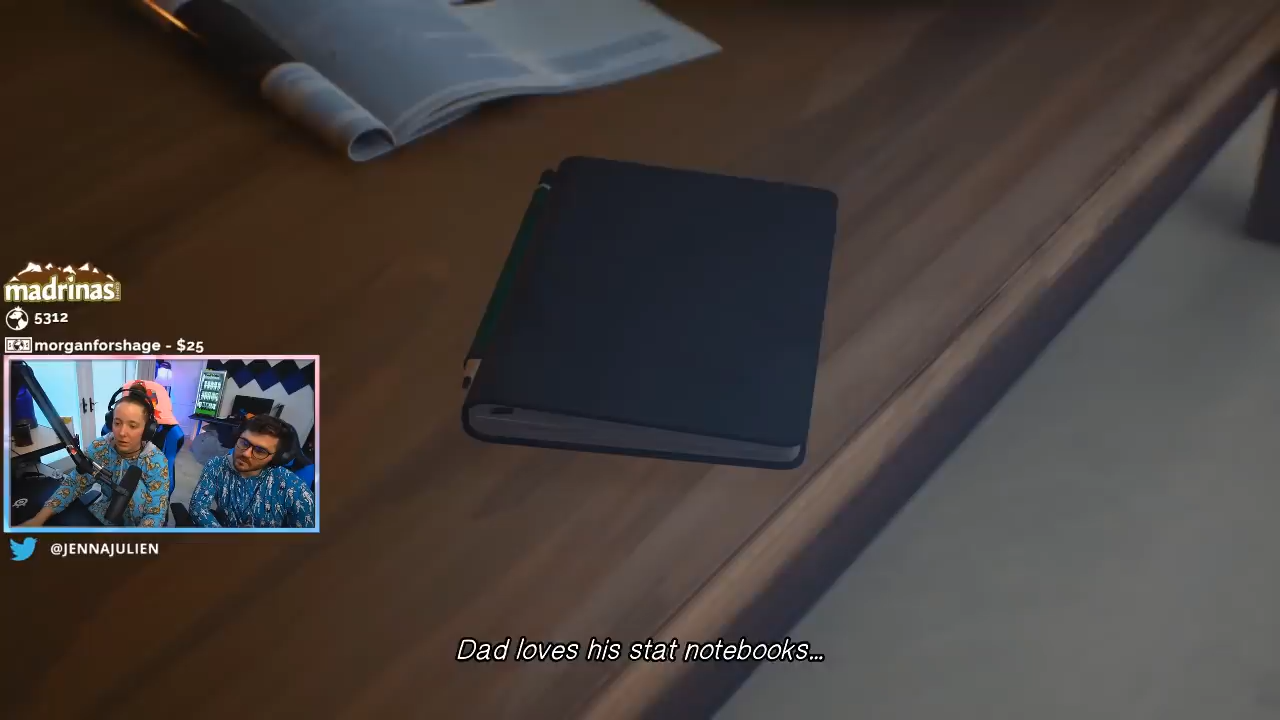 madrinas
5312
morganforshage - $25
@JENNAJULIEN
Dad loves his stat notebooks...